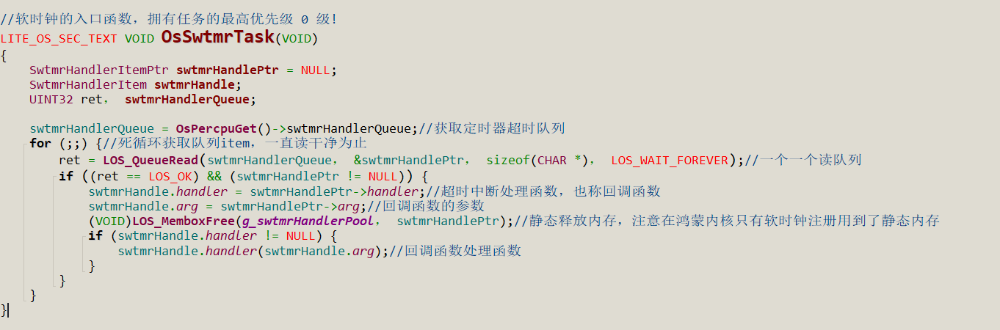 //软时钟的入口函数，拥有任务的最高优先级 0 级!
LITE_OS_SEC_TEXT VOID OsSwtmrTask(VOID)
{
    SwtmrHandlerItemPtr swtmrHandlePtr = NULL;
    SwtmrHandlerItem swtmrHandle;
    UINT32 ret, swtmrHandlerQueue;
    swtmrHandlerQueue = OsPercpuGet()->swtmrHandlerQueue;//获取定时器超时队列
    for (;;) {//死循环获取队列item，一直读干净为止
        ret = LOS_QueueRead(swtmrHandlerQueue, &swtmrHandlePtr, sizeof(CHAR *), LOS_WAIT_FOREVER);//一个一个读队列
        if ((ret == LOS_OK) && (swtmrHandlePtr != NULL)) {
            swtmrHandle.handler = swtmrHandlePtr->handler;//超时中断处理函数，也称回调函数
            swtmrHandle.arg = swtmrHandlePtr->arg;//回调函数的参数
            (VOID)LOS_MemboxFree(g_swtmrHandlerPool, swtmrHandlePtr);//静态释放内存，注意在鸿蒙内核只有软时钟注册用到了静态内存
            if (swtmrHandle.handler != NULL) {
                swtmrHandle.handler(swtmrHandle.arg);//回调函数处理函数
            }
        }
    }
}